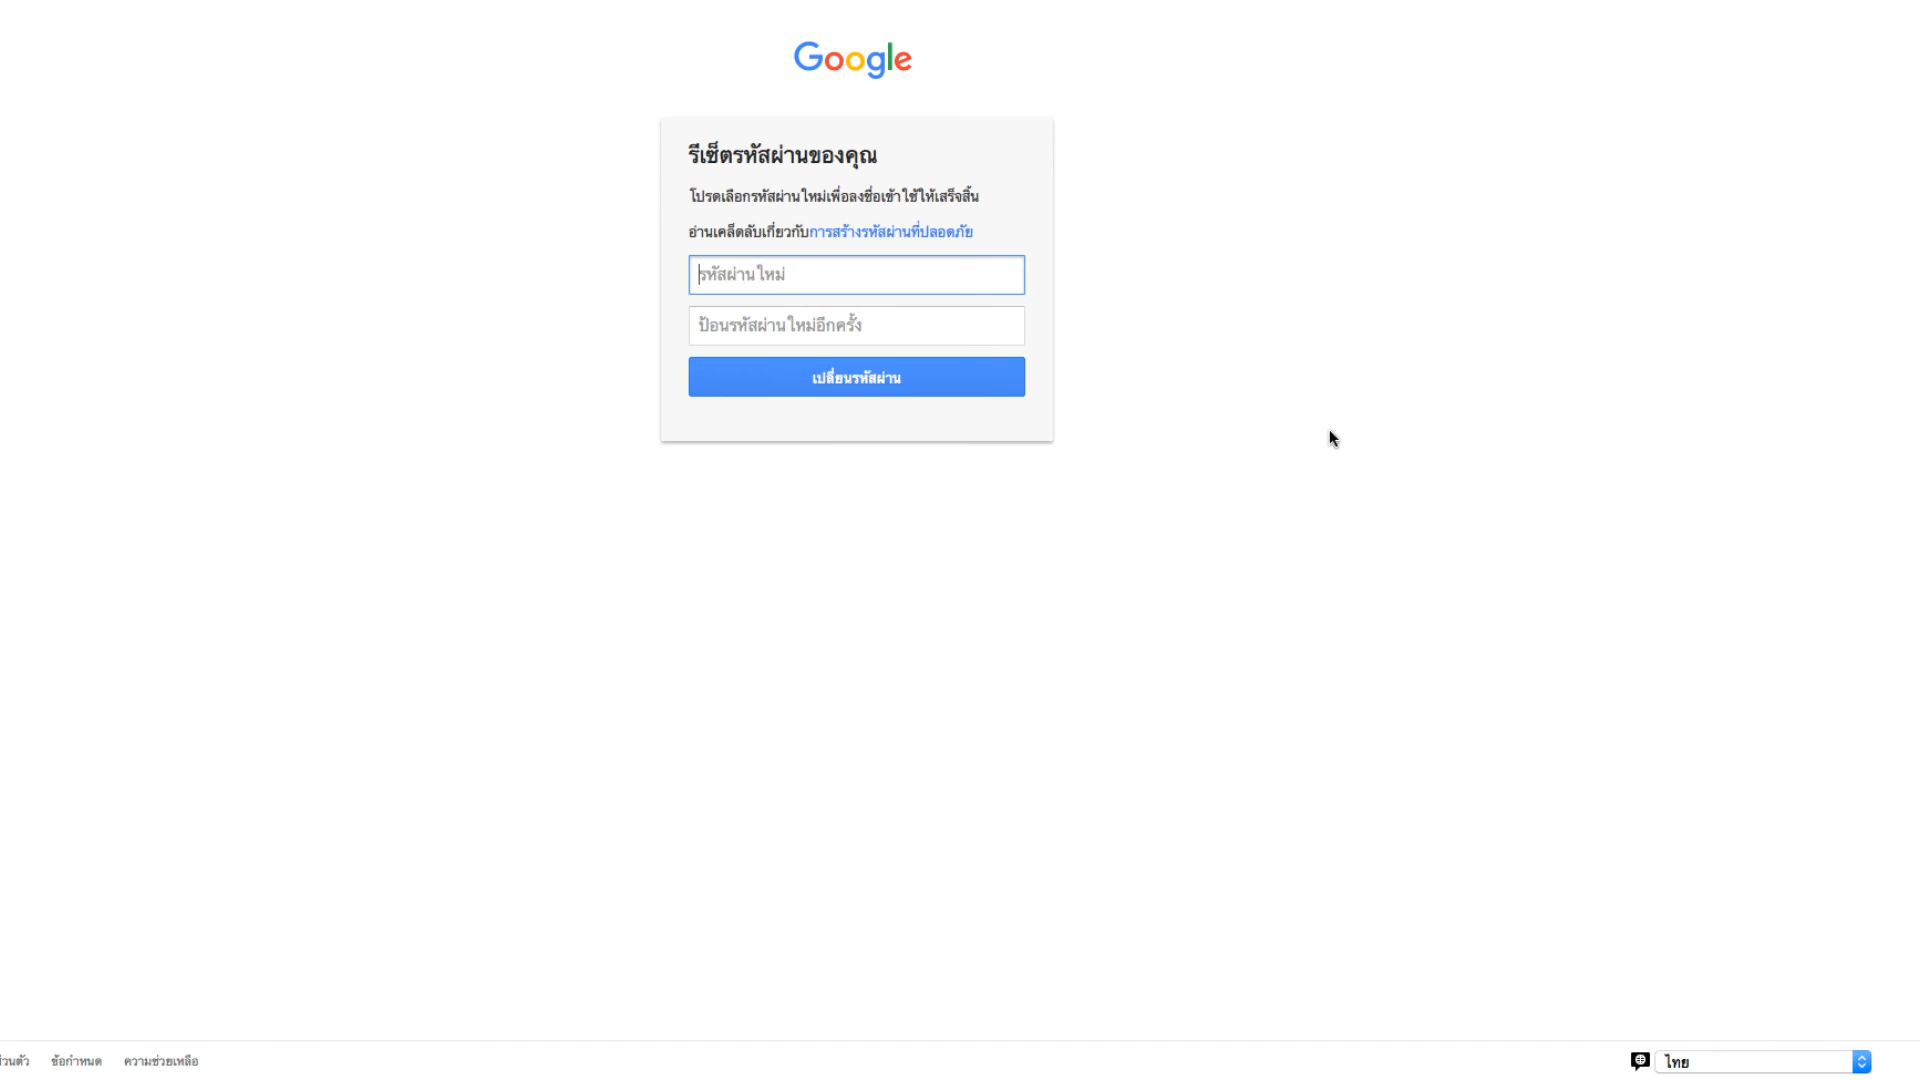 Google
รีเซ็ตรหัสผ่านของคุณ
โปรดเลือกรหัสผ่านใหม่เพื่อลงชื่อเข้าใช้ให้เสร็จสิ้น
อ่านเคล็ดลับเกี่ยวกับการสร้างรหัสผ่านที่ปลอดภัย
รหัสผ่านใหม่
ป้อนรหัสผ่านใหม่อีกครั้ง
เปลี่ยนรหัสผ่าน
ส่วนตัว ข้อกำหนด ความช่วยเหลือ ไทย